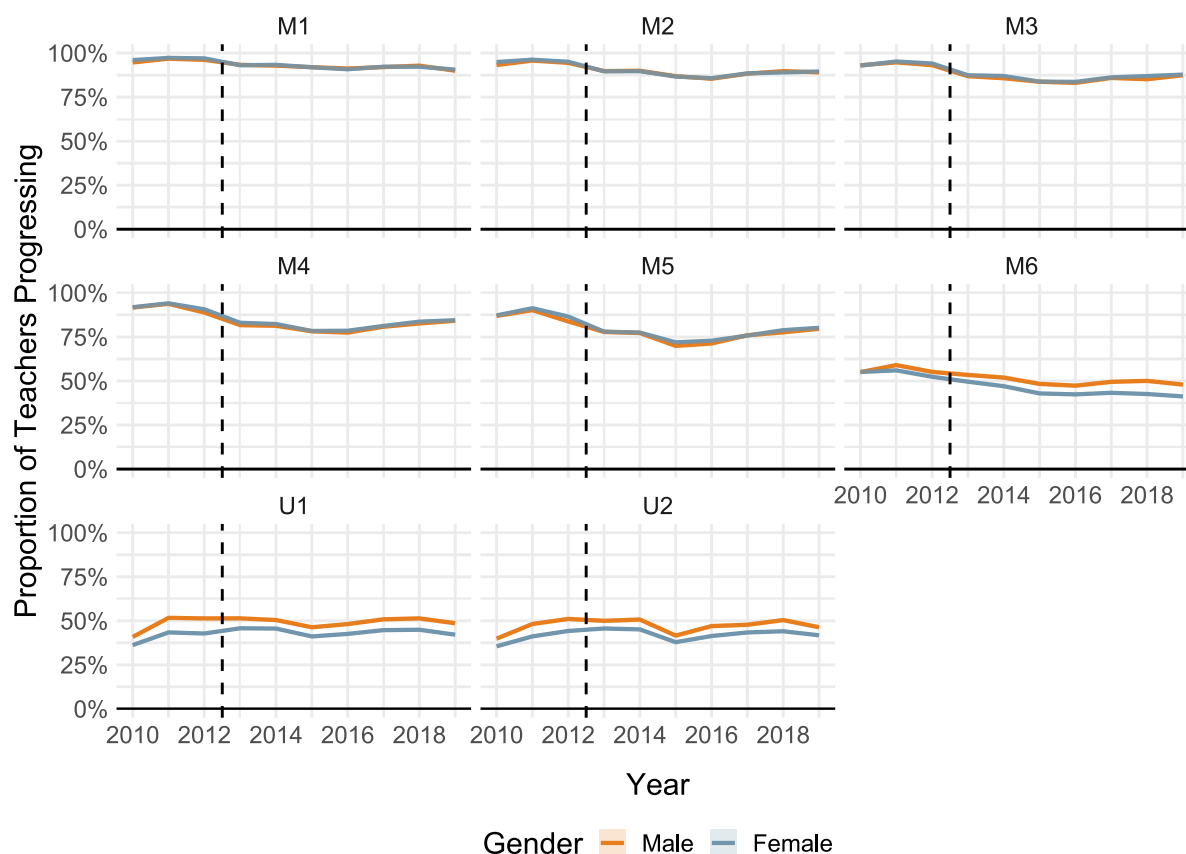 M1 M2 M3
100%
75%
50%
25%
0%
M4 M5 M6
100%
75%
50%
25%
0%
2010 2012 2014 2016 2018
U1 U2
100%
75%
50%
25%
0%
2010 2012 2014 2016 2018 2010 2012 2014 2016 2018
Proportion of Teachers Progressing
Year
Gender Male Female